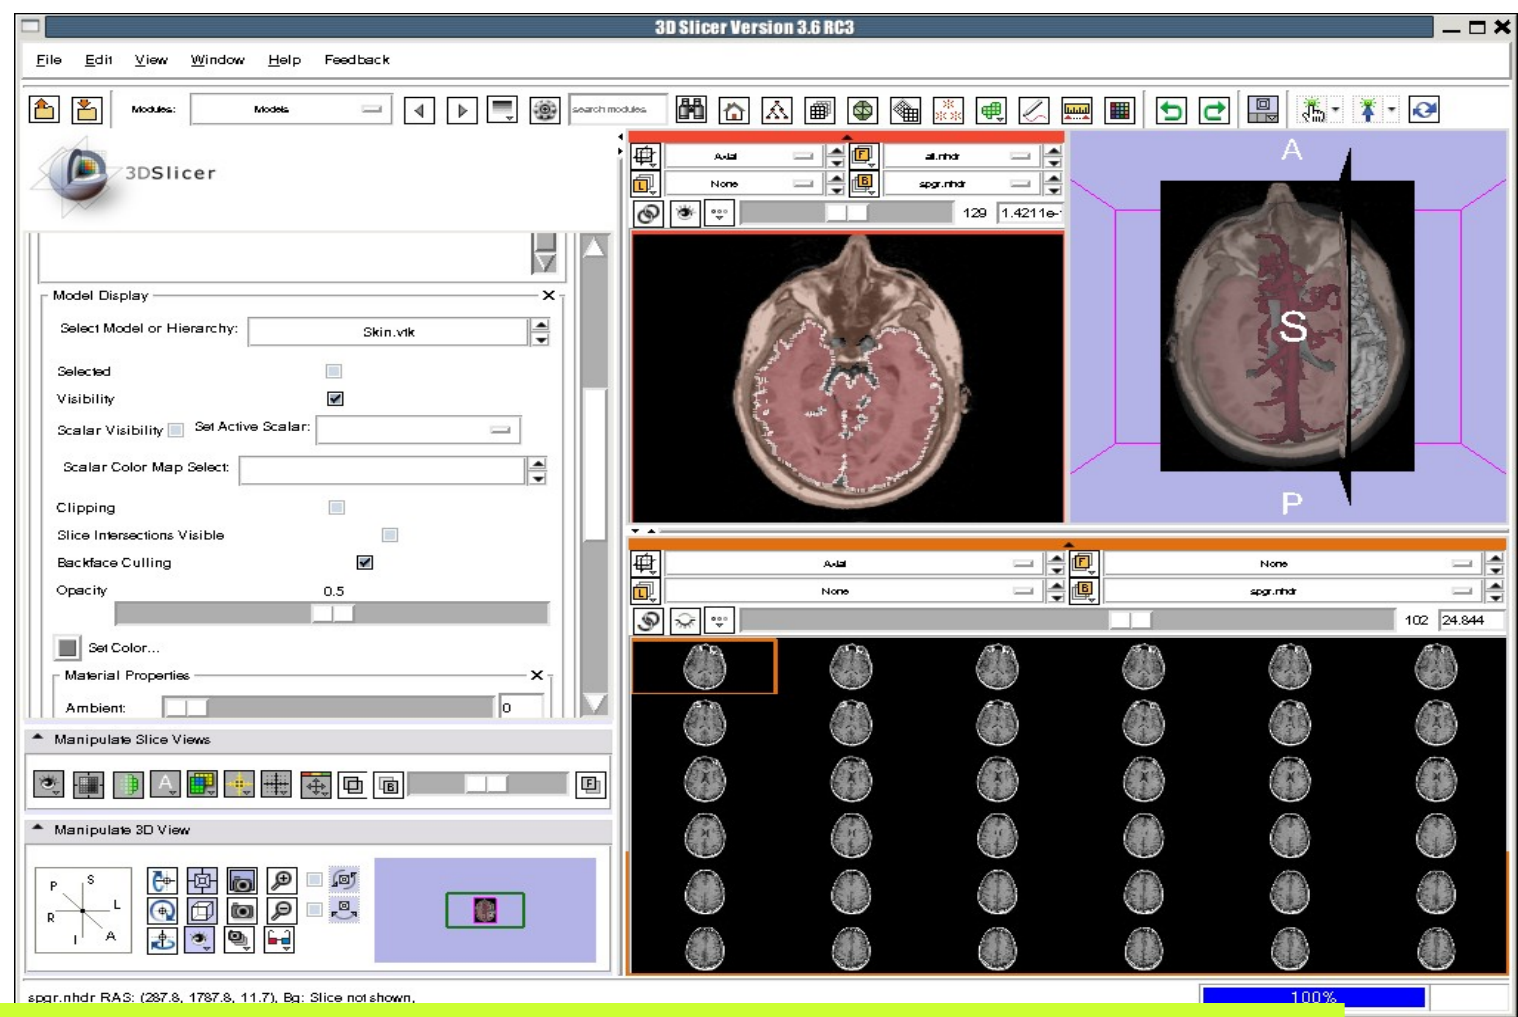 3D Slicer Version 3.6 RC3
File Edit View Window Help Feedback
Modules: Models search modules
3DSlicer
Axial F all.nhdr
L None B spgr.nhdr
129 1.4211e-
A
S
P
Model Display
Select Model or Hierarchy: Skin.vtk
Selected
Visibility
Scalar Visibility Set Active Scalar:
Scalar Color Map Select:
Clipping
Slice Intersections Visible
Backface Culling
Opacity 0.5
Set Color...
Material Properties
Ambient: 0
Axial F None
L None B spgr.nhdr
102 24.844
Manipulate Slice Views
A B F
Manipulate 3D View
P S
R L
I A
spgr.nhdr RAS: (287.8, 1787.8, 11.7), Bg: Slice not shown,
100%